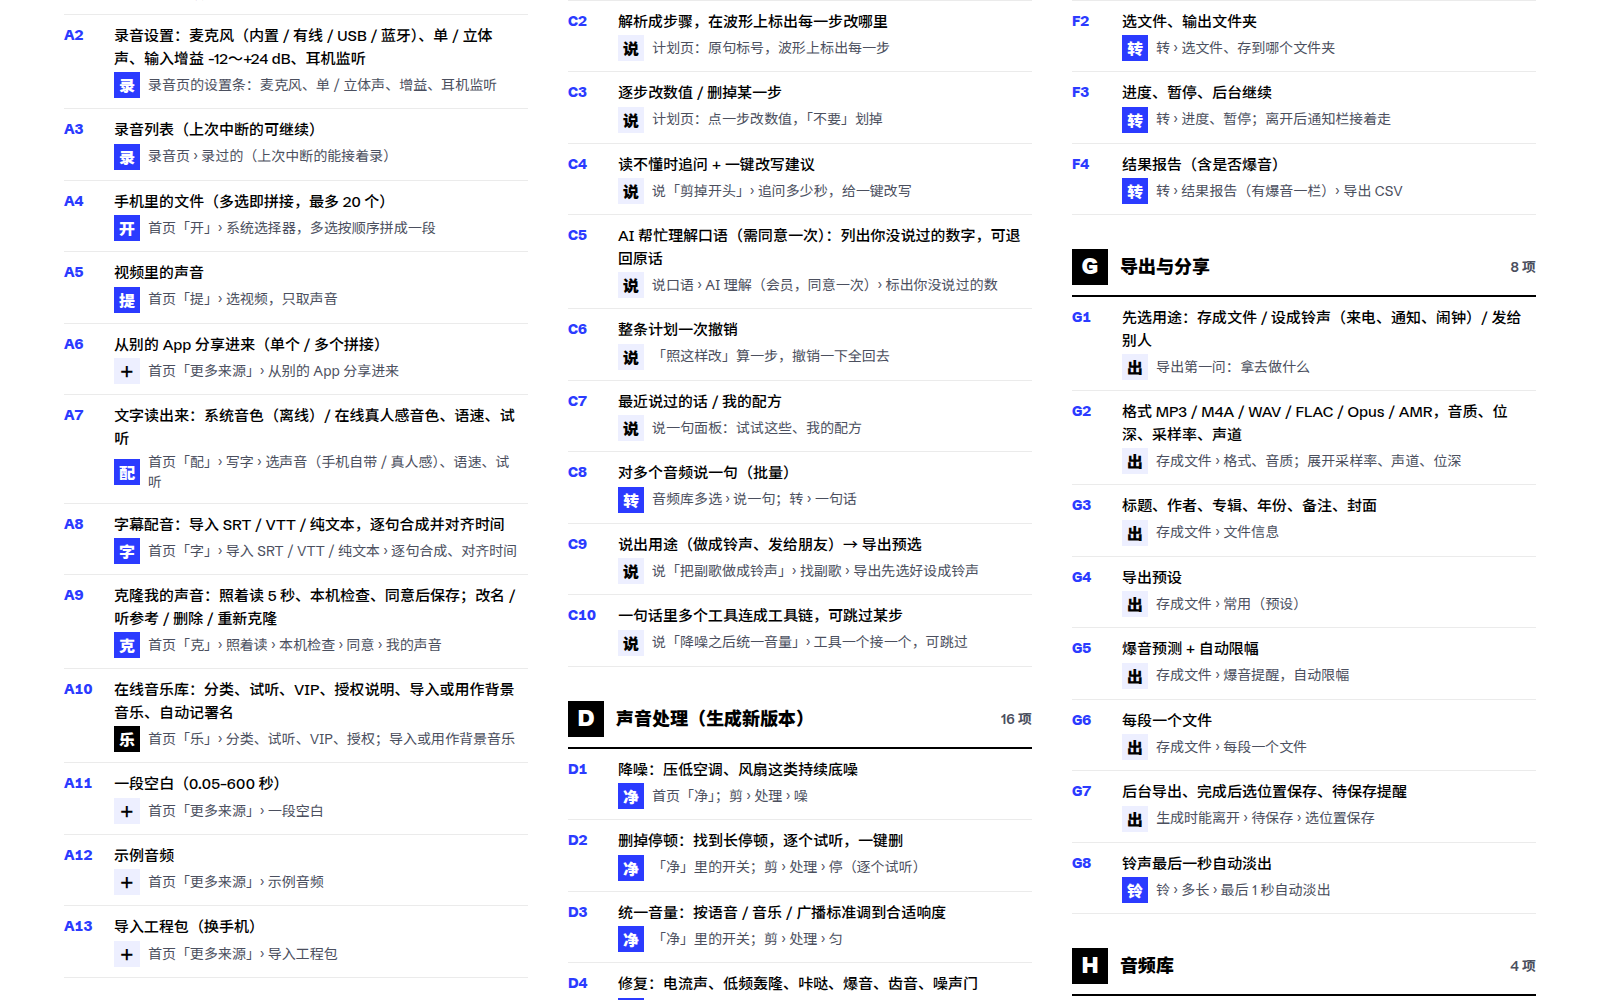 A2
录音设置：麦克风（内置 / 有线 / USB / 蓝牙）、单 / 立体
声、输入增益 -12～+24 dB、耳机监听
录 录音页的设置条：麦克风、单 / 立体声、增益、耳机监听
A3
录音列表（上次中断的可继续）
录 录音页 › 录过的（上次中断的能接着录）
A4
手机里的文件（多选即拼接，最多 20 个）
开 首页「开」› 系统选择器，多选按顺序拼成一段
A5
视频里的声音
提 首页「提」› 选视频，只取声音
A6
从别的 App 分享进来（单个 / 多个拼接）
＋ 首页「更多来源」› 从别的 App 分享进来
A7
文字读出来：系统音色（离线）/ 在线真人感音色、语速、试
听
配 首页「配」› 写字 › 选声音（手机自带 / 真人感）、语速、试
听
A8
字幕配音：导入 SRT / VTT / 纯文本，逐句合成并对齐时间
字 首页「字」› 导入 SRT / VTT / 纯文本 › 逐句合成、对齐时间
A9
克隆我的声音：照着读 5 秒、本机检查、同意后保存；改名 /
听参考 / 删除 / 重新克隆
克 首页「克」› 照着读 › 本机检查 › 同意 › 我的声音
A10
在线音乐库：分类、试听、VIP、授权说明、导入或用作背景
音乐、自动记署名
乐 首页「乐」› 分类、试听、VIP、授权；导入或用作背景音乐
A11
一段空白（0.05–600 秒）
＋ 首页「更多来源」› 一段空白
A12
示例音频
＋ 首页「更多来源」› 示例音频
A13
导入工程包（换手机）
＋ 首页「更多来源」› 导入工程包
C2
解析成步骤，在波形上标出每一步改哪里
说 计划页：原句标号，波形上标出每一步
C3
逐步改数值 / 删掉某一步
说 计划页：点一步改数值，「不要」划掉
C4
读不懂时追问 + 一键改写建议
说 说「剪掉开头」› 追问多少秒，给一键改写
C5
AI 帮忙理解口语（需同意一次）：列出你没说过的数字，可退
回原话
说 说口语 › AI 理解（会员，同意一次）› 标出你没说过的数
C6
整条计划一次撤销
说 「照这样改」算一步，撤销一下全回去
C7
最近说过的话 / 我的配方
说 说一句面板：试试这些、我的配方
C8
对多个音频说一句（批量）
转 音频库多选 › 说一句；转 › 一句话
C9
说出用途（做成铃声、发给朋友）→ 导出预选
说 说「把副歌做成铃声」› 找副歌 › 导出先选好设成铃声
C10
一句话里多个工具连成工具链，可跳过某步
说 说「降噪之后统一音量」› 工具一个接一个，可跳过
D 声音处理（生成新版本） 16 项
D1
降噪：压低空调、风扇这类持续底噪
净 首页「净」；剪 › 处理 › 噪
D2
删掉停顿：找到长停顿，逐个试听，一键删
净 「净」里的开关；剪 › 处理 › 停（逐个试听）
D3
统一音量：按语音 / 音乐 / 广播标准调到合适响度
净 「净」里的开关；剪 › 处理 › 匀
D4
修复：电流声、低频轰隆、咔哒、爆音、齿音、噪声门
F2
选文件、输出文件夹
转 转 › 选文件、存到哪个文件夹
F3
进度、暂停、后台继续
转 转 › 进度、暂停；离开后通知栏接着走
F4
结果报告（含是否爆音）
转 转 › 结果报告（有爆音一栏）› 导出 CSV
G 导出与分享 8 项
G1
先选用途：存成文件 / 设成铃声（来电、通知、闹钟）/ 发给
别人
出 导出第一问：拿去做什么
G2
格式 MP3 / M4A / WAV / FLAC / Opus / AMR，音质、位
深、采样率、声道
出 存成文件 › 格式、音质；展开采样率、声道、位深
G3
标题、作者、专辑、年份、备注、封面
出 存成文件 › 文件信息
G4
导出预设
出 存成文件 › 常用（预设）
G5
爆音预测 + 自动限幅
出 存成文件 › 爆音提醒，自动限幅
G6
每段一个文件
出 存成文件 › 每段一个文件
G7
后台导出、完成后选位置保存、待保存提醒
出 生成时能离开 › 待保存 › 选位置保存
G8
铃声最后一秒自动淡出
铃 铃 › 多长 › 最后 1 秒自动淡出
H 音频库 4 项